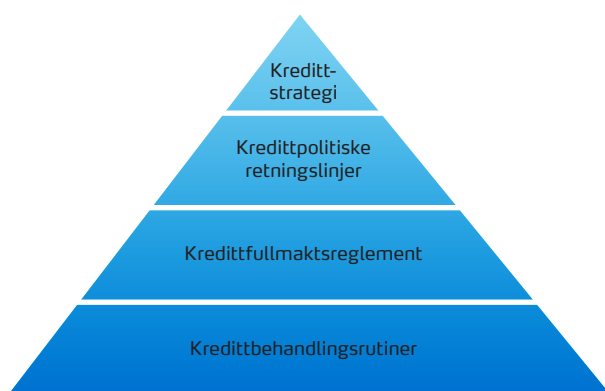 Kreditt-
strategi
Kredittpolitiske
retningslinjer
Kredittfullmaktsreglement
Kredittbehandlingsrutiner